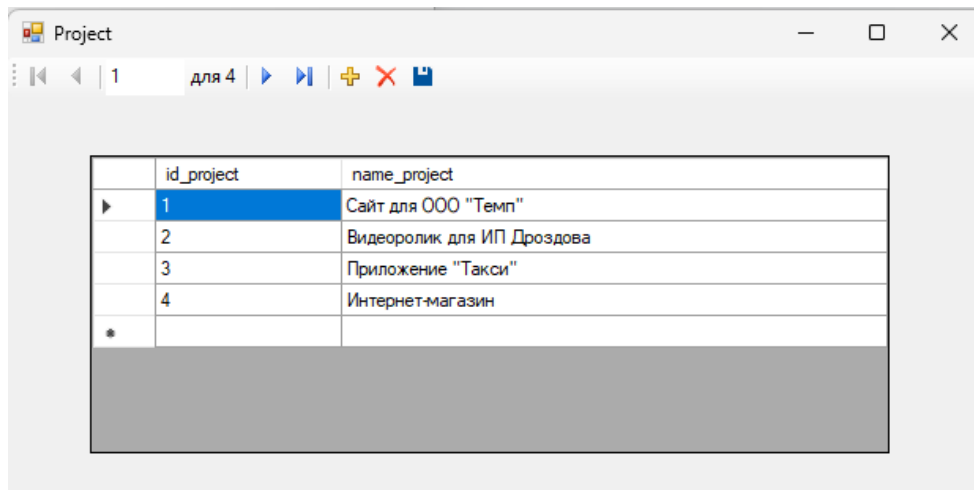 Project
1 для 4
id_project name_project
1 Сайт для ООО "Темп"
2 Видеоролик для ИП Дроздова
3 Приложение "Такси"
4 Интернет-магазин